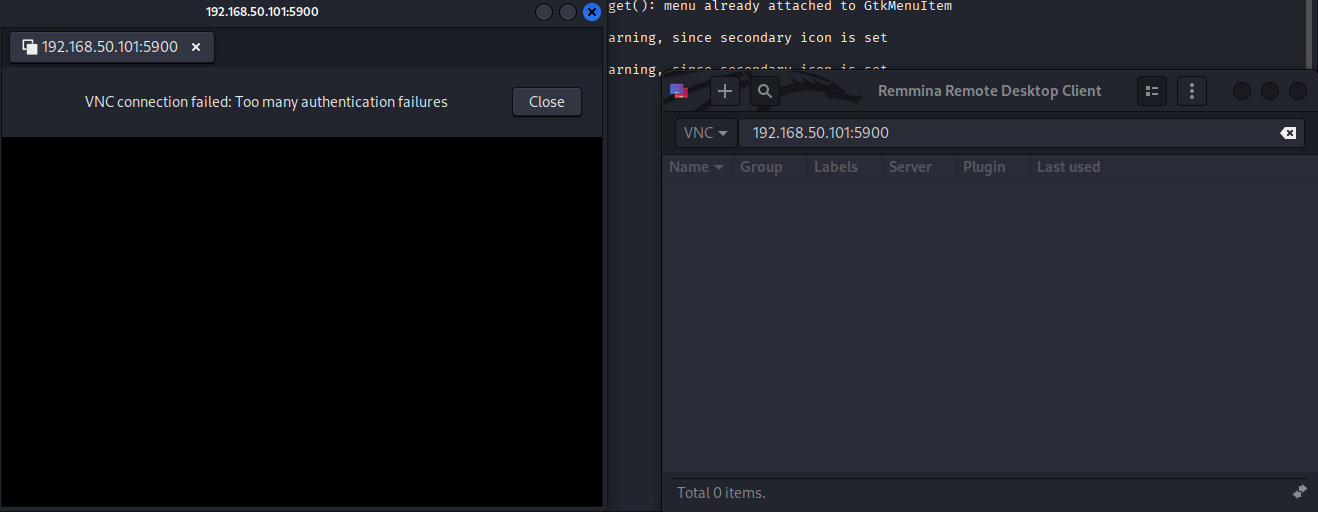 192.168.50.101:5900
192.168.50.101:5900
VNC connection failed: Too many authentication failures
Close
get(): menu already attached to GtkMenuItem
arning, since secondary icon is set
arning, since secondary icon is set
Remmina Remote Desktop Client
VNC 192.168.50.101:5900
Name Group Labels Server Plugin Last used
Total 0 items.